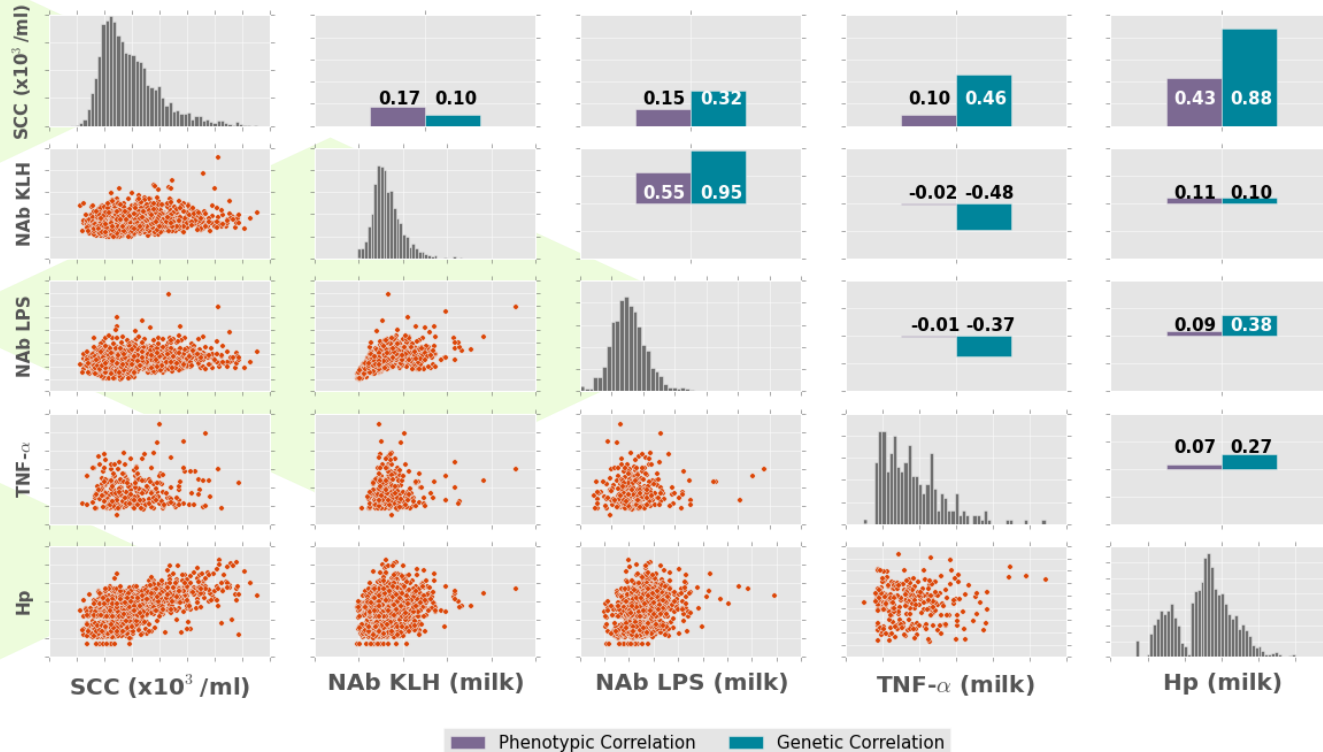 SCC (x10³ /ml)
0.17 0.10
0.15 0.32
0.10 0.46
0.43 0.88
NAb KLH
0.55 0.95
-0.02 -0.48
0.11 0.10
NAb LPS
-0.01 -0.37
0.09 0.38
TNF-α
0.07 0.27
Hp
SCC (x10³ /ml) NAb KLH (milk) NAb LPS (milk) TNF-α (milk) Hp (milk)
Phenotypic Correlation Genetic Correlation